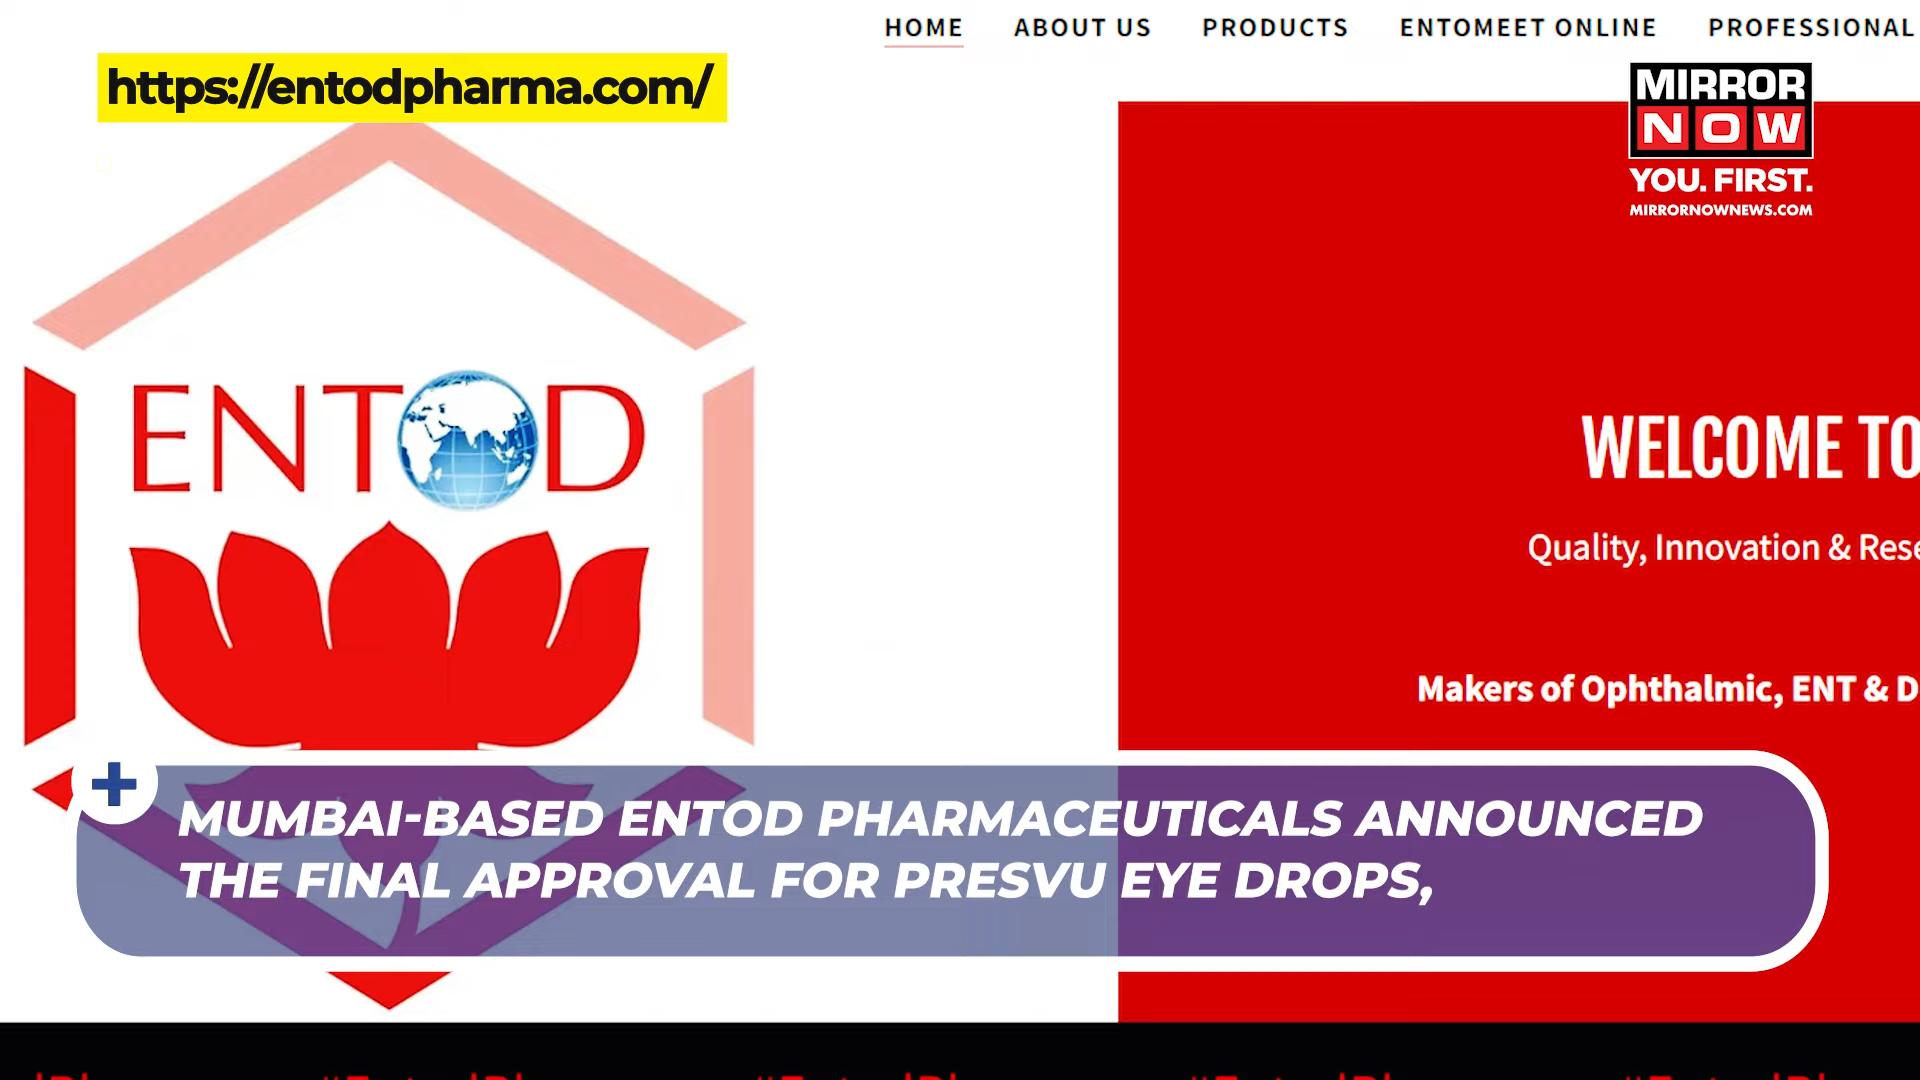 HOME ABOUT US PRODUCTS ENTOMEET ONLINE PROFESSIONAL
https://entodpharma.com/
MIRROR
NOW
YOU. FIRST.
MIRRORNOWNEWS.COM
ENTOD
WELCOME TO
Quality, Innovation & Rese
Makers of Ophthalmic, ENT & D
MUMBAI-BASED ENTOD PHARMACEUTICALS ANNOUNCED
THE FINAL APPROVAL FOR PRESVU EYE DROPS,